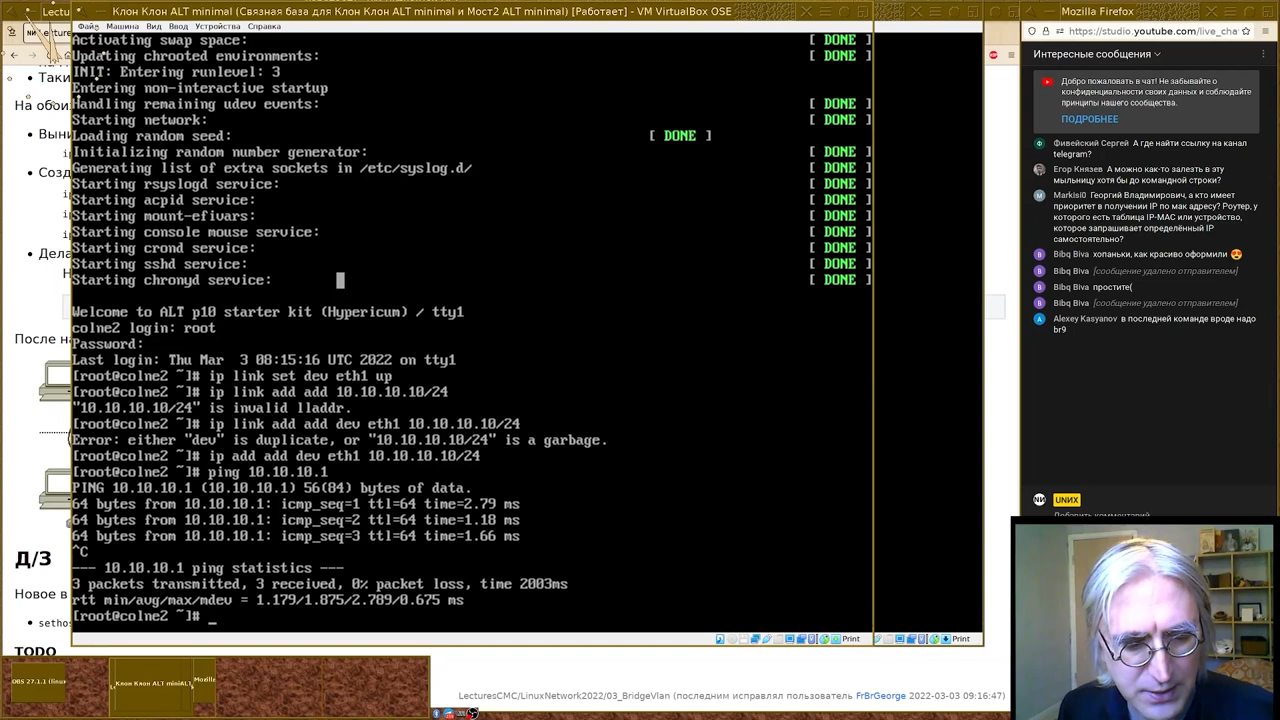 Lectu
Клон Клон ALT minimal (Связная база для Клон Клон ALT minimal и Мост2 ALT minimal) [Работает] - VM VirtualBox OSE
Mozilla Firefox
Файл Машина Вид Ввод Устройства Справка
https://studio.youtube.com/live_cha
Activating swap space: [ DONE ]
Updating chrooted environments: [ DONE ]
INIT: Entering runlevel: 3
Entering non-interactive startup
Handling remaining udev events: [ DONE ]
Starting network: [ DONE ]
Loading random seed: [ DONE ]
Initializing random number generator: [ DONE ]
Generating list of extra sockets in /etc/syslog.d/ [ DONE ]
Starting rsyslogd service: [ DONE ]
Starting acpid service: [ DONE ]
Starting mount-efivars: [ DONE ]
Starting console mouse service: [ DONE ]
Starting crond service: [ DONE ]
Starting sshd service: [ DONE ]
Starting chronyd service: [ DONE ]
Welcome to ALT p10 starter kit (Hypericum) / tty1
colne2 login: root
Password:
Last login: Thu Mar  3 08:15:16 UTC 2022 on tty1
[root@colne2 ~]# ip link set dev eth1 up
[root@colne2 ~]# ip link add add 10.10.10.10/24
"10.10.10.10/24" is invalid lladdr.
[root@colne2 ~]# ip link add add dev eth1 10.10.10.10/24
Error: either "dev" is duplicate, or "10.10.10.10/24" is a garbage.
[root@colne2 ~]# ip add add dev eth1 10.10.10.10/24
[root@colne2 ~]# ping 10.10.10.1
PING 10.10.10.1 (10.10.10.1) 56(84) bytes of data.
64 bytes from 10.10.10.1: icmp_seq=1 ttl=64 time=2.79 ms
64 bytes from 10.10.10.1: icmp_seq=2 ttl=64 time=1.18 ms
64 bytes from 10.10.10.1: icmp_seq=3 ttl=64 time=1.66 ms
^C
--- 10.10.10.1 ping statistics ---
3 packets transmitted, 3 received, 0% packet loss, time 2003ms
rtt min/avg/max/mdev = 1.179/1.875/2.789/0.675 ms
[root@colne2 ~]# _
Print
Print
Таки
На обои
Выни
Созд
Дела
После на
Д/З
Новое в
setho
TODO
OBS 27.1.1 (linux
Клон Клон ALT miniALT
Mozill
LecturesCMC/LinuxNetwork2022/03_BridgeVlan (последним исправлял пользователь FrBrGeorge 2022-03-03 09:16:47)
Интересные сообщения
Добро пожаловать в чат! Не забывайте о
конфиденциальности своих данных и соблюдайте
принципы нашего сообщества.
ПОДРОБНЕЕ
Фивейский Сергей А где найти ссылку на канал
telegram?
Егор Князев А можно как-то залезть в эту
мыльницу хотя бы до командной строки?
Markisi0 Георгий Владимирович, а кто имеет
приоритет в получении IP по мак адресу? Роутер, у
которого есть таблица IP-MAC или устройство,
которое запрашивает определённый IP
самостоятельно?
Bibq Biva хопаньки, как красиво оформили 😍
Bibq Biva [сообщение удалено отправителем]
Bibq Biva простите(
Bibq Biva [сообщение удалено отправителем]
Alexey Kasyanov в последней команде вроде надо
br9
UNИX
Добавить комментарий